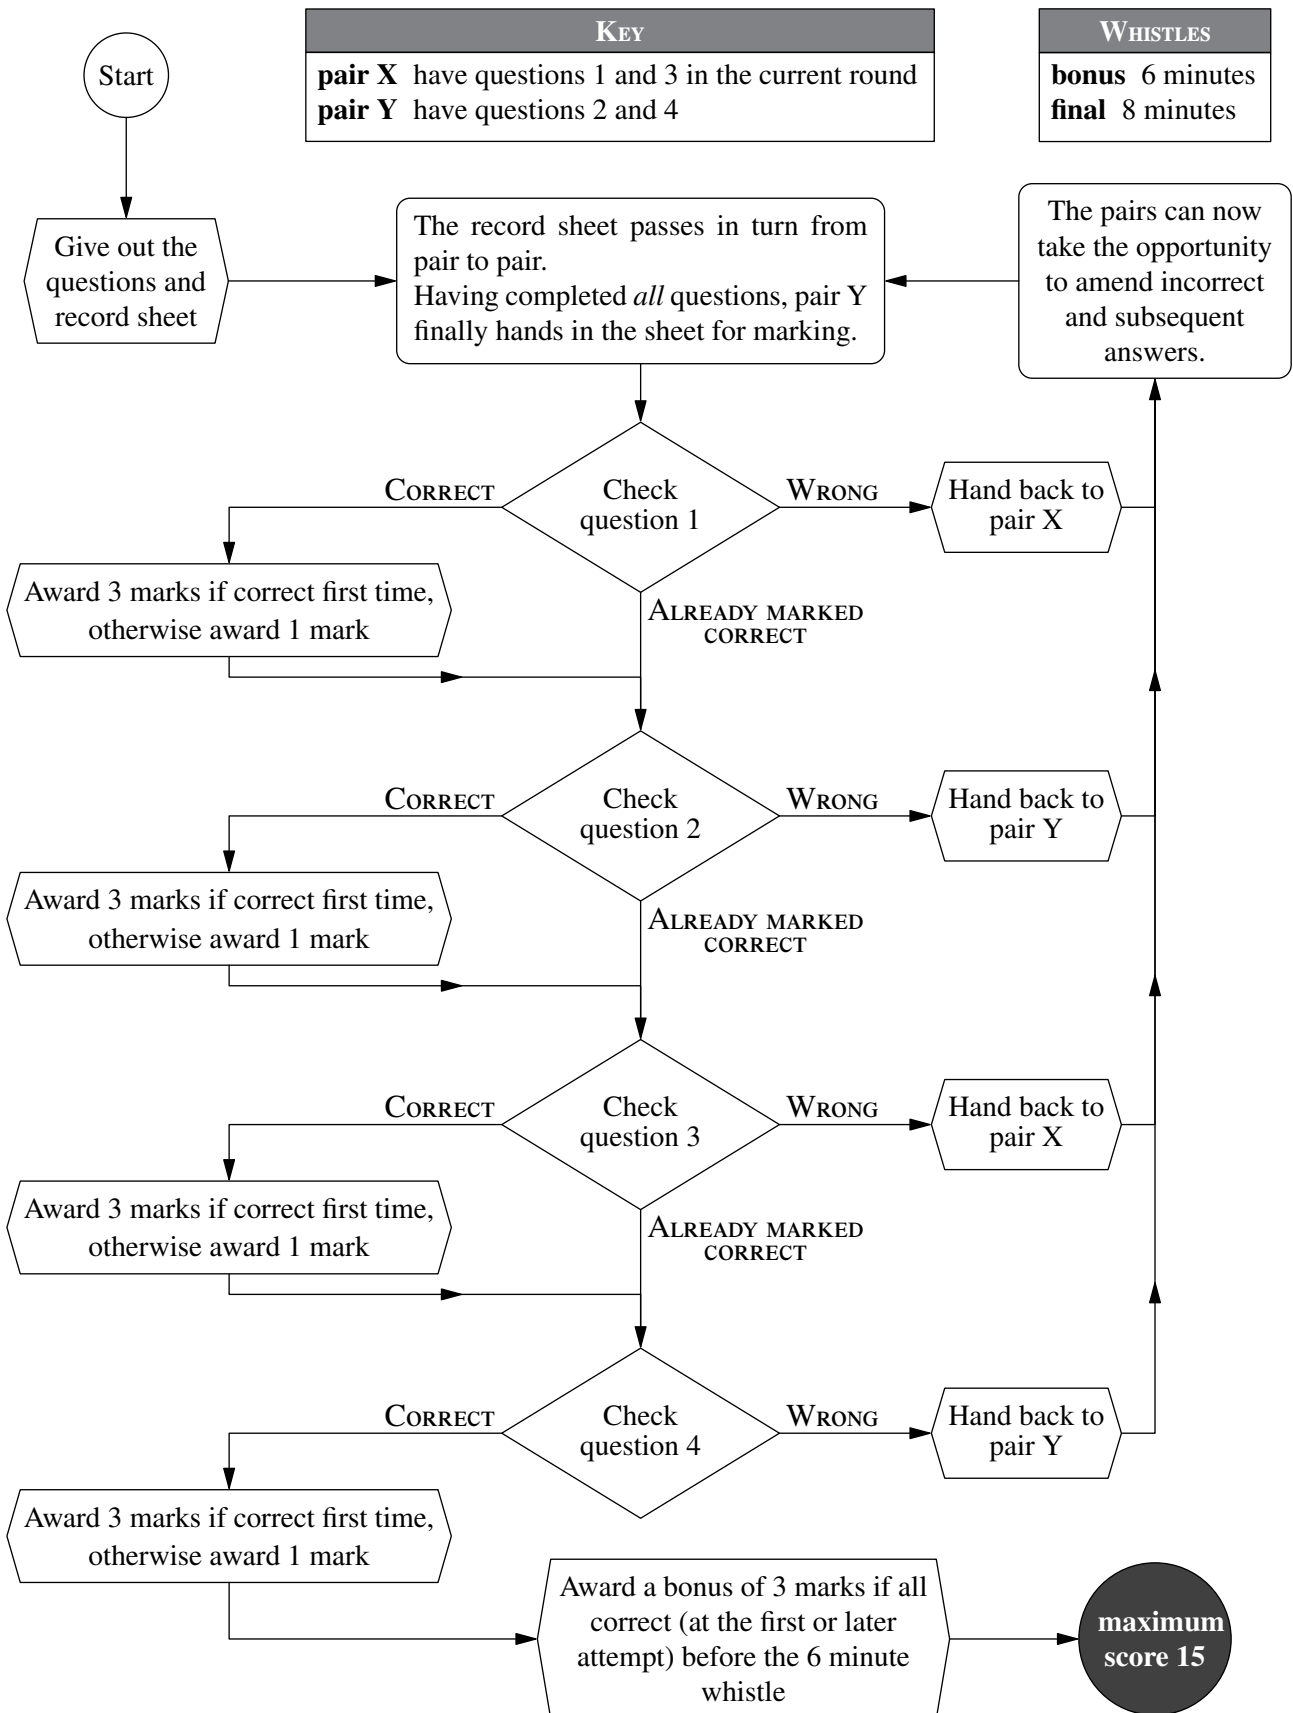 Start
KEY
pair X have questions 1 and 3 in the current round
pair Y have questions 2 and 4
WHISTLES
bonus 6 minutes
final 8 minutes
Give out the
questions and
record sheet
The record sheet passes in turn from
pair to pair.
Having completed all questions, pair Y
finally hands in the sheet for marking.
The pairs can now
take the opportunity
to amend incorrect
and subsequent
answers.
CORRECT
Check
question 1
WRONG
Hand back to
pair X
Award 3 marks if correct first time,
otherwise award 1 mark
ALREADY MARKED
CORRECT
CORRECT
Check
question 2
WRONG
Hand back to
pair Y
Award 3 marks if correct first time,
otherwise award 1 mark
ALREADY MARKED
CORRECT
CORRECT
Check
question 3
WRONG
Hand back to
pair X
Award 3 marks if correct first time,
otherwise award 1 mark
ALREADY MARKED
CORRECT
CORRECT
Check
question 4
WRONG
Hand back to
pair Y
Award 3 marks if correct first time,
otherwise award 1 mark
Award a bonus of 3 marks if all
correct (at the first or later
attempt) before the 6 minute
whistle
maximum
score 15